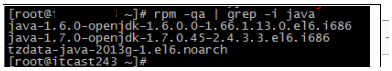 [root@itcast243 ~]# rpm -qa | grep -i java
java-1.6.0-openjdk-1.6.0.0-1.66.1.13.0.el6.i686
java-1.7.0-openjdk-1.7.0.45-2.4.3.3.el6.i686
tzdata-java-2013g-1.el6.noarch
[root@itcast243 ~]#